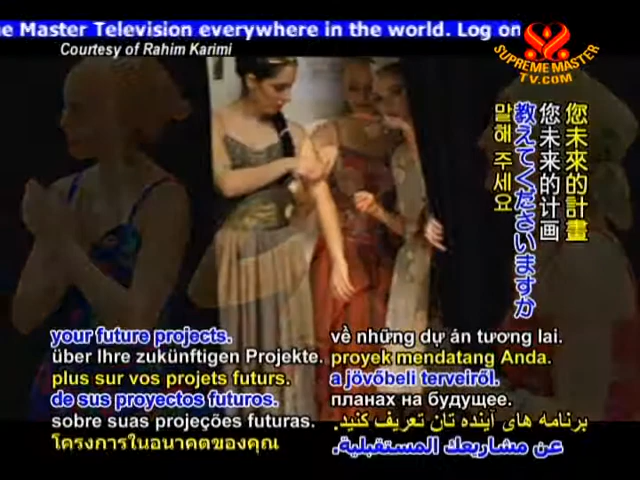 e Master Television everywhere in the world. Log on
Courtesy of Rahim Karimi
SUPREME MASTER
TV.COM
您未來的計畫
您未来的计画
教えてくださいますか
말해 주세요
your future projects.
über Ihre zukünftigen Projekte.
plus sur vos projets futurs.
de sus proyectos futuros.
sobre suas projeções futuras.
โครงการในอนาคตของคุณ
về những dự án tương lai.
proyek mendatang Anda.
a jövőbeli terveiről.
планах на будущее.
برنامه های آینده تان تعریف کنید.
عن مشاريعك المستقبلية.